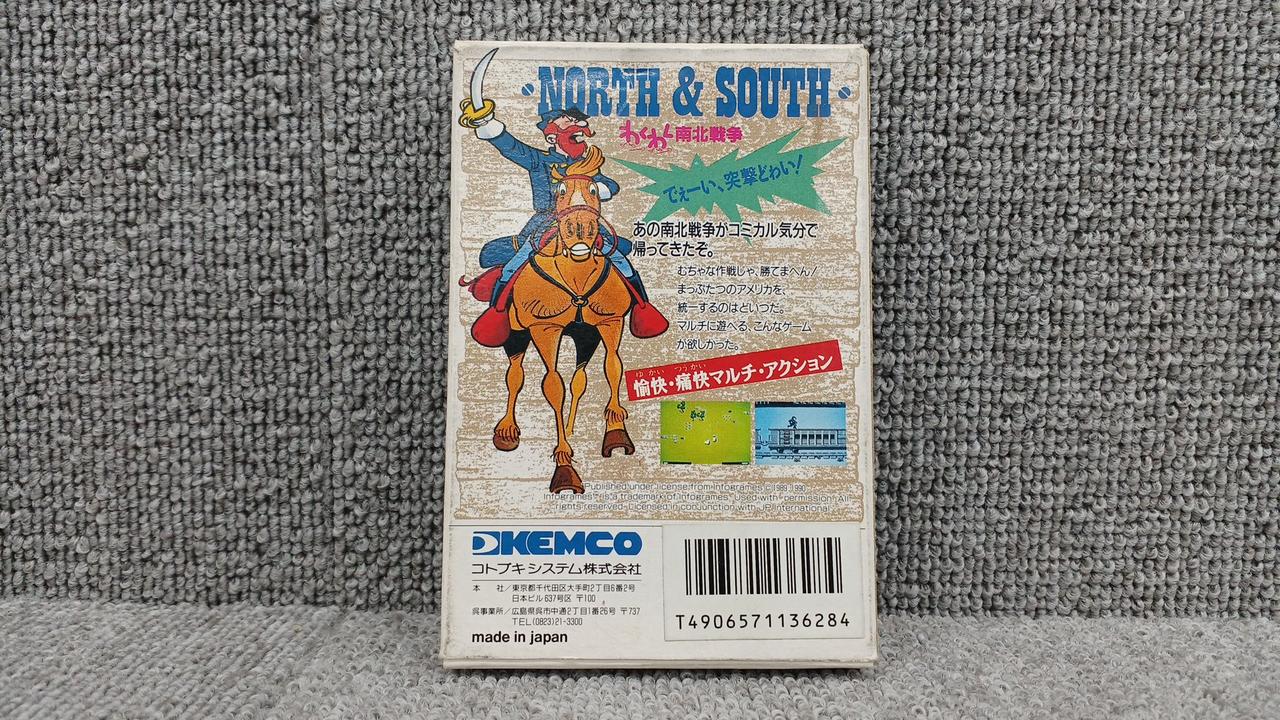 ・NORTH & SOUTH・
わくわく南北戦争
でぇーい、突撃どわい!
あの南北戦争がコミカル気分で
帰ってきたぞ。
むちゃな作戦じゃ、勝てまへん!
まっぷたつのアメリカを、
統一するのはどいつだ。
マルチに遊べる、こんなゲーム
が欲しかった。
ゆかい つうかい
愉快・痛快マルチ・アクション
Published under license from Infogrames ©1989, 1990
Infogrames is a trademark of Infogrames. Used with permission. All
rights reserved. Licensed in conjunction with JP International
KEMCO
コトブキシステム株式会社
本 社/東京都千代田区大手町2丁目6番2号
日本ビル637号区 〒100
呉事業所/広島県呉市中通2丁目1番26号 〒737
TEL(0823)21-3300
made in japan
T4906571136284